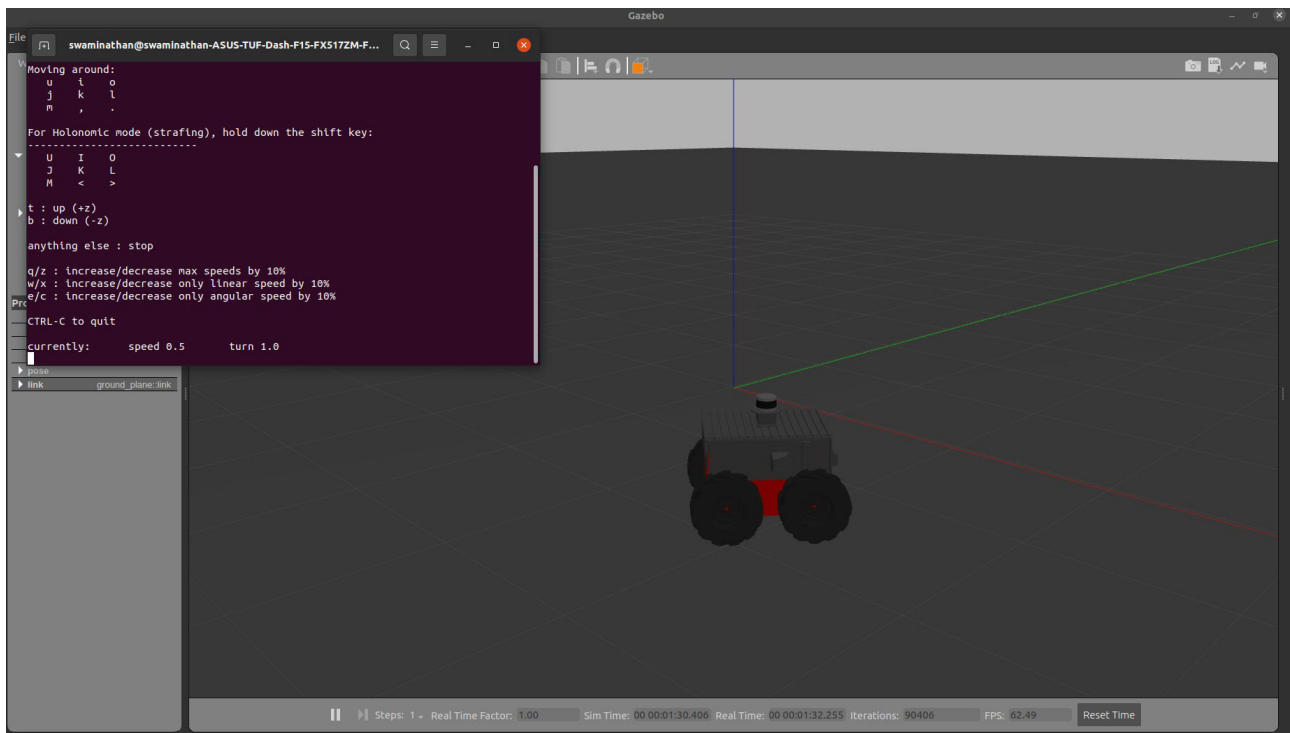 Gazebo
File
swaminathan@swaminathan-ASUS-TUF-Dash-F15-FX517ZM-F...
Moving around:
u i o
j k l
m , .
For Holonomic mode (strafing), hold down the shift key:
---------------------------
U I O
J K L
M < >
t : up (+z)
b : down (-z)
anything else : stop
q/z : increase/decrease max speeds by 10%
w/x : increase/decrease only linear speed by 10%
e/c : increase/decrease only angular speed by 10%
CTRL-C to quit
currently: speed 0.5 turn 1.0
pose
link ground_plane::link
Steps: 1 Real Time Factor: 1.00 Sim Time: 00 00:01:30.406 Real Time: 00 00:01:32.255 Iterations: 90406 FPS: 62.49 Reset Time